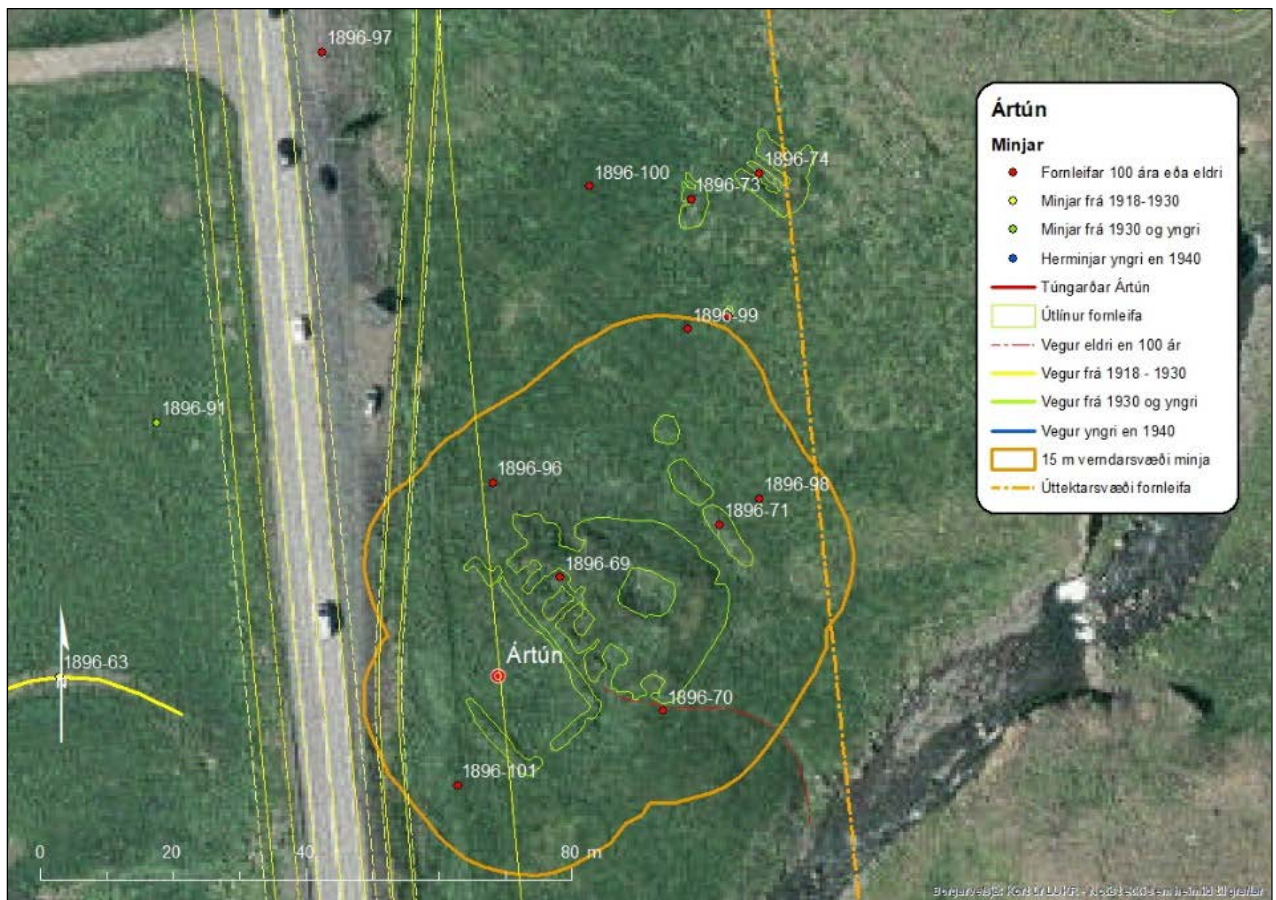 1896-97
1896-100
1896-74
1896-73
1896-99
1896-91
1896-96
1896-98
1896-71
1896-69
Ártún
1896-63
N
1896-70
1896-101
0 20 40 80 m
Ártún
Minjar
Fornleifar 100 ára eða eldri
Minjar frá 1918-1930
Minjar frá 1930 og yngri
Herminjar yngri en 1940
Túngarðar Ártún
Útlínur fornleifa
Vegur eldri en 100 ár
Vegur frá 1918 - 1930
Vegur frá 1930 og yngri
Vegur yngri en 1940
15 m verndarsvæði minja
Úttektarsvæði fornleifa